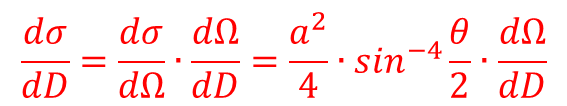 dσ/dD = dσ/dΩ · dΩ/dD = a²/4 · sin⁻⁴ θ/2 · dΩ/dD